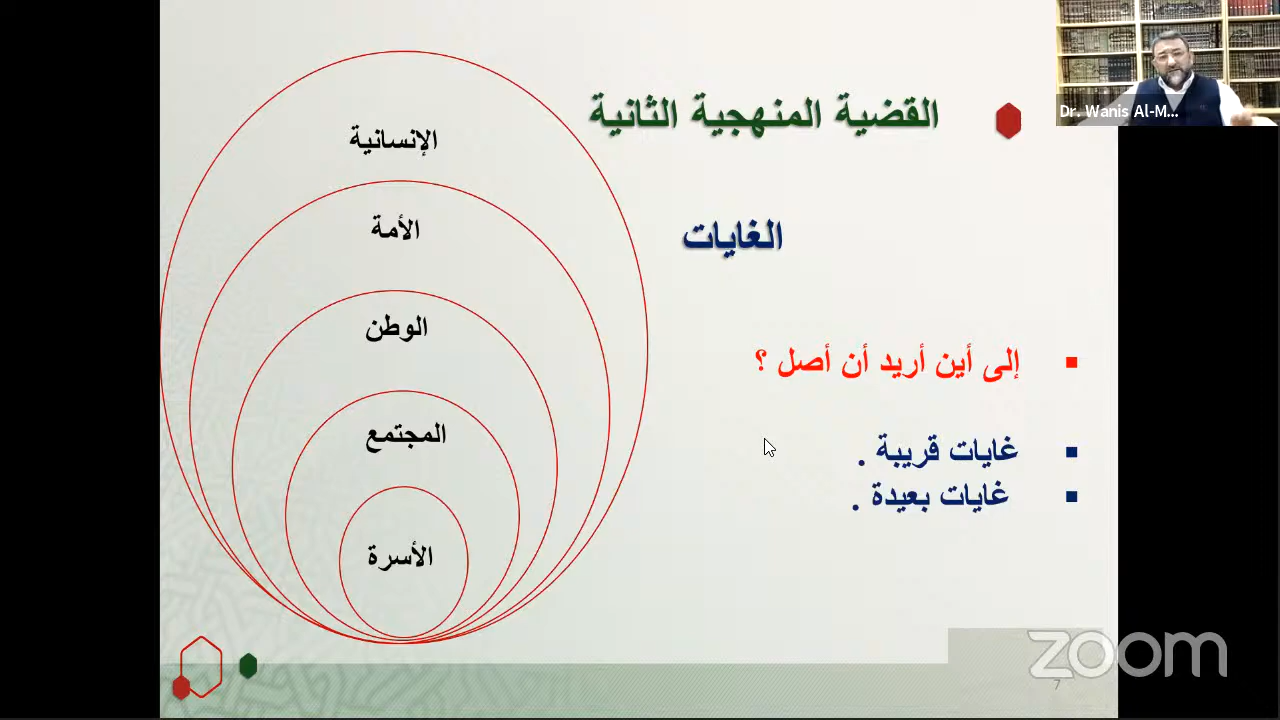 القضية المنهجية الثانية
الغايات
إلى أين أريد أن أصل ؟
غايات قريبة .
غايات بعيدة .
الإنسانية
الأمة
الوطن
المجتمع
الأسرة
Dr. Wanis Al-M...
zoom
7